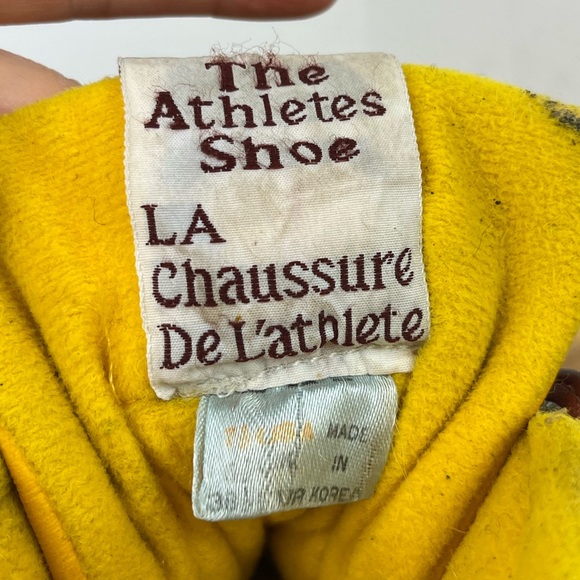 The
Athletes
Shoe
LA
Chaussure
De L'athlete
MADE
IN
KOREA